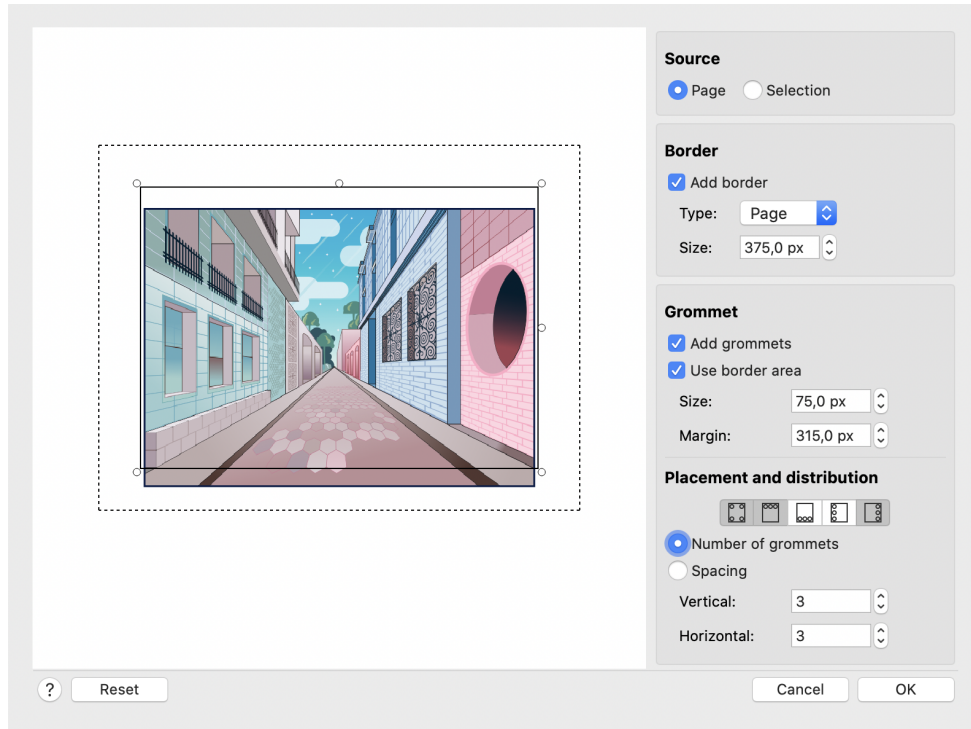 Source
Page Selection
Border
Add border
Type: Page
Size: 375,0 px
Grommet
Add grommets
Use border area
Size: 75,0 px
Margin: 315,0 px
Placement and distribution
Number of grommets
Spacing
Vertical: 3
Horizontal: 3
? Reset Cancel OK